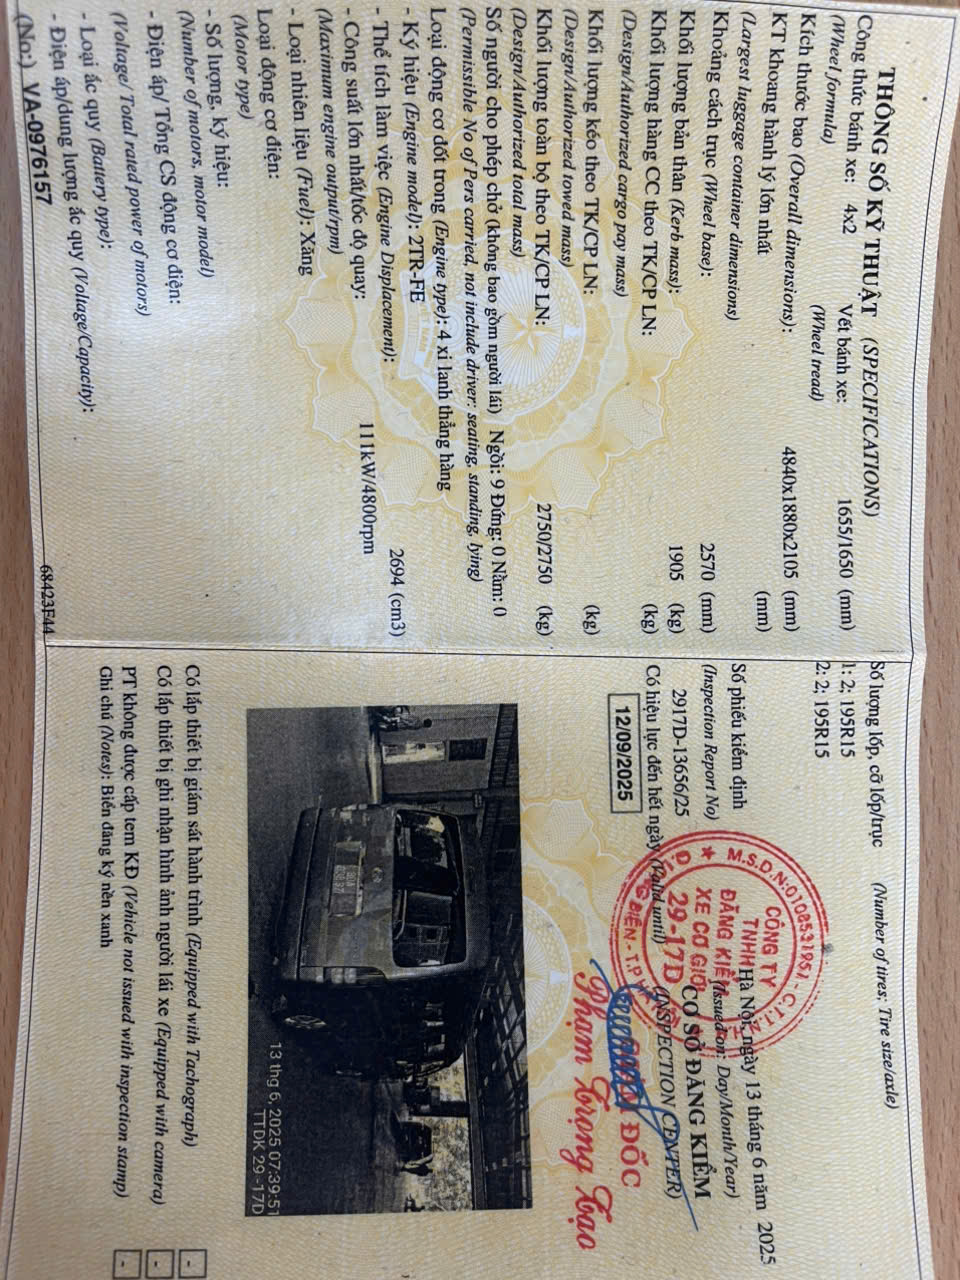 THÔNG SỐ KỸ THUẬT (SPECIFICATIONS)
Công thức bánh xe: 4x2 Vết bánh xe: 1655/1650 (mm)
(Wheel formula) (Wheel tread)
Kích thước bao (Overall dimensions): 4840x1880x2105 (mm)
KT khoang hành lý lớn nhất (mm)
(Largest luggage container dimensions)
Khoảng cách trục (Wheel base): 2570 (mm)
Khối lượng bản thân (Kerb mass): 1905 (kg)
Khối lượng hàng CC theo TK/CP LN: (kg)
(Design/Authorized cargo pay mass)
Khối lượng kéo theo TK/CP LN: (kg)
(Design/Authorized towed mass)
Khối lượng toàn bộ theo TK/CP LN: 2750/2750 (kg)
(Design/Authorized total mass)
Số người cho phép chở (không bao gồm người lái) Ngồi: 9 Đứng: 0 Nằm: 0
(Permissible No of Pers carried, not include driver: seating, standing, lying)
Loại động cơ đốt trong (Engine type): 4 xi lanh thẳng hàng
- Ký hiệu (Engine model): 2TR-FE
- Thể tích làm việc (Engine Displacement): 2694 (cm3)
- Công suất lớn nhất/tốc độ quay: 111kW/4800rpm
(Maximum engine output/rpm)
- Loại nhiên liệu (Fuel): Xăng
Loại động cơ điện:
(Motor type)
- Số lượng, ký hiệu:
(Number of motors, motor model)
- Điện áp/ Tổng CS động cơ điện:
(Voltage/ Total rated power of motors)
- Loại ắc quy (Battery type):
- Điện áp/dung lượng ắc quy (Voltage/Capacity):
(No:) VA-0976157 68423F44
Số lượng lốp, cỡ lốp/trục (Number of tires; Tire size/axle)
1: 2; 195R15
2: 2; 195R15
Hà Nội, ngày 13 tháng 6 năm 2025
Số phiếu kiểm định (Issued on: Day/Month/Year)
(Inspection Report No) CƠ SỞ ĐĂNG KIỂM
2917D-13656/25 (INSPECTION CENTER)
Có hiệu lực đến hết ngày (Valid until)
12/09/2025
M.S.D.N:0108531957 - C.T.T.N.H
CÔNG TY
TNHH
ĐĂNG KIỂM
XE CƠ GIỚI
29-17D
BIÊN - T.P
ĐỐC
Phạm Trọng Tạo
13 thg 6, 2025 07:39:51
TTDK 29-17D
Có lắp thiết bị giám sát hành trình (Equipped with Tachograph) -
Có lắp thiết bị ghi nhận hình ảnh người lái xe (Equipped with camera) -
PT không được cấp tem KĐ (Vehicle not issued with inspection stamp) -
Ghi chú (Notes): Biển đăng ký nền xanh